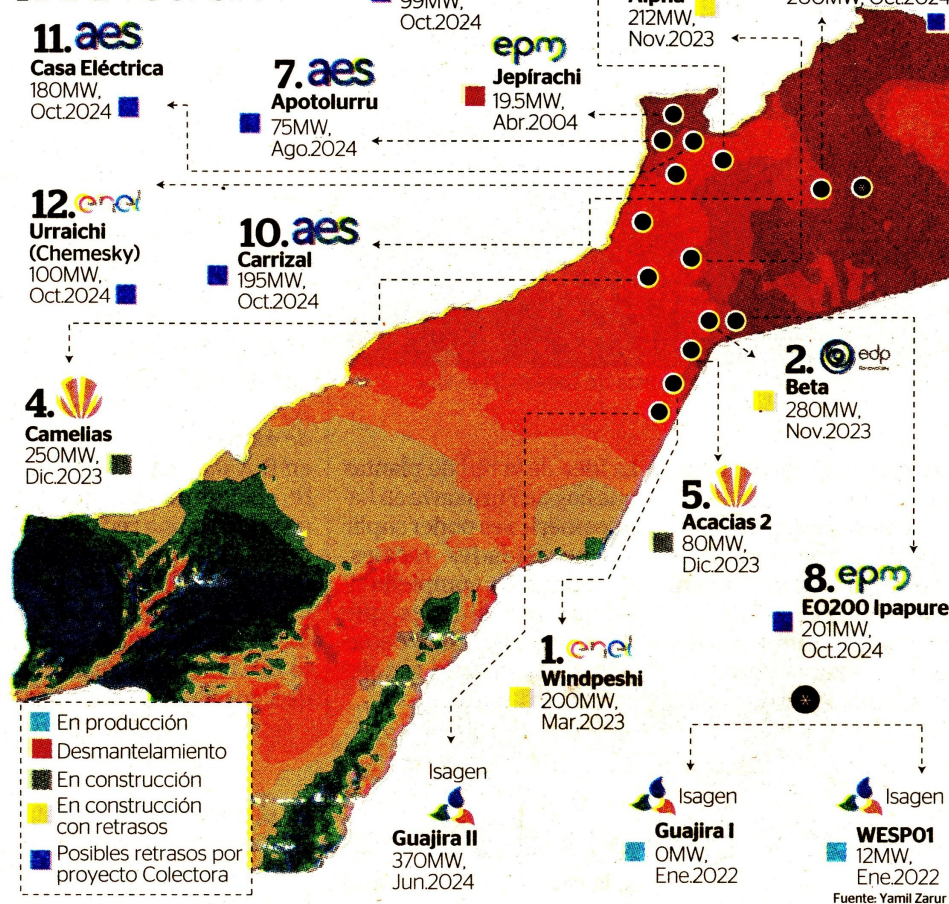 99MW,
Oct.2024
Alpha
212MW,
Nov.2023
Oct.2024
11. aes
Casa Eléctrica
180MW,
Oct.2024
7. aes
Apotolurru
75MW,
Ago.2024
epm
Jepírachi
19.5MW,
Abr.2004
12. enel
Urraichi
(Chemesky)
100MW,
Oct.2024
10. aes
Carrizal
195MW,
Oct.2024
4.
Camelias
250MW,
Dic.2023
2. edp
Beta
280MW,
Nov.2023
5.
Acacias 2
80MW,
Dic.2023
8. epm
EO200 Ipapure
201MW,
Oct.2024
1. enel
Windpeshi
200MW,
Mar.2023
En producción
Desmantelamiento
En construcción
En construcción
con retrasos
Posibles retrasos por
proyecto Colectora
Isagen
Guajira II
370MW,
Jun.2024
Isagen
Guajira I
0MW,
Ene.2022
Isagen
WESP01
12MW,
Ene.2022
Fuente: Yamil Zarur